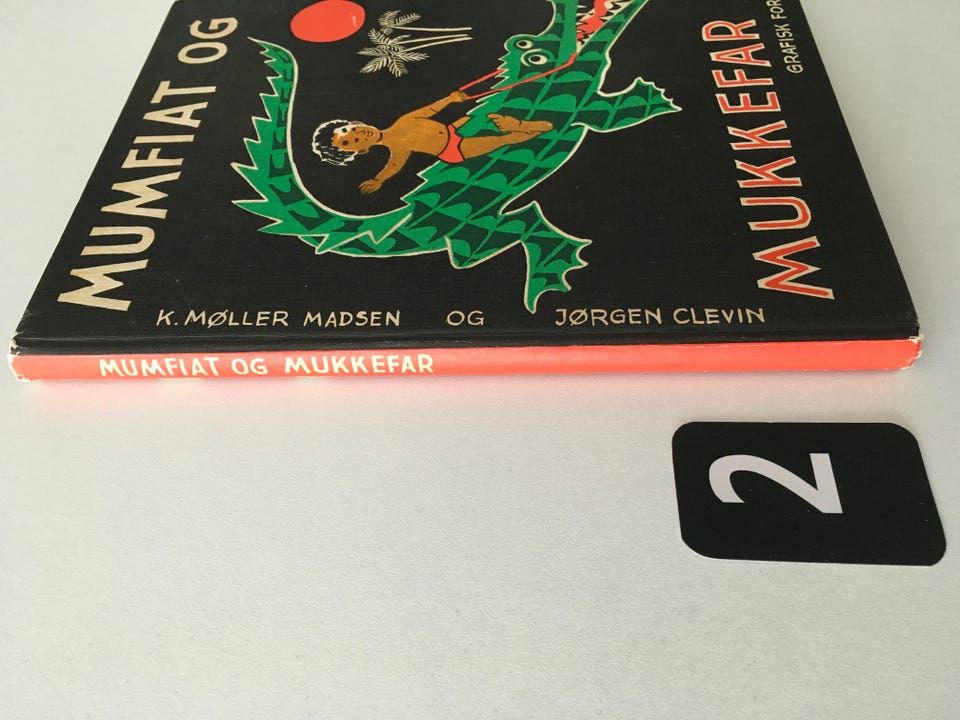 MUMFIAT OG
MUKKEFAR
GRAFISK FOR
K. MØLLER MADSEN OG JØRGEN CLEVIN
MUMFIAT OG MUKKEFAR
2